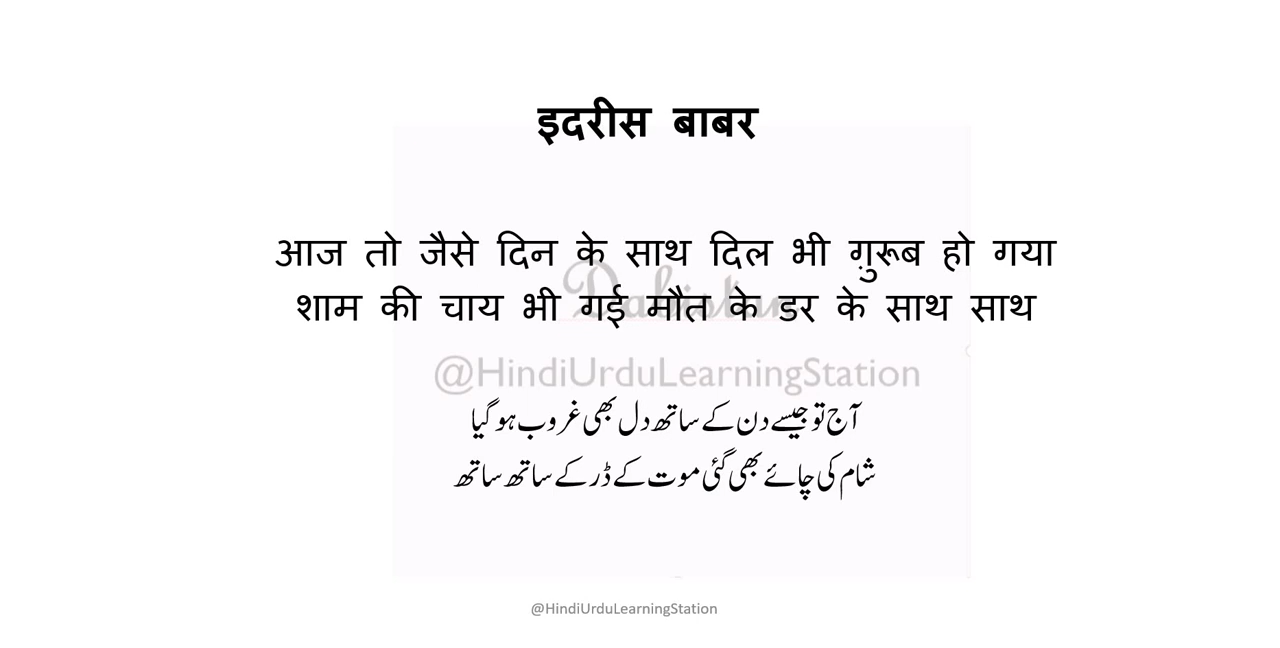 इदरीस बाबर
आज तो जैसे दिन के साथ दिल भी ग़ुरूब हो गया
शाम की चाय भी गई मौत के डर के साथ साथ
Dabistan
@HindiUrduLearningStation
آج تو جیسے دن کے ساتھ دل بھی غروب ہو گیا
شام کی چائے بھی گئی موت کے ڈر کے ساتھ ساتھ
@HindiUrduLearningStation